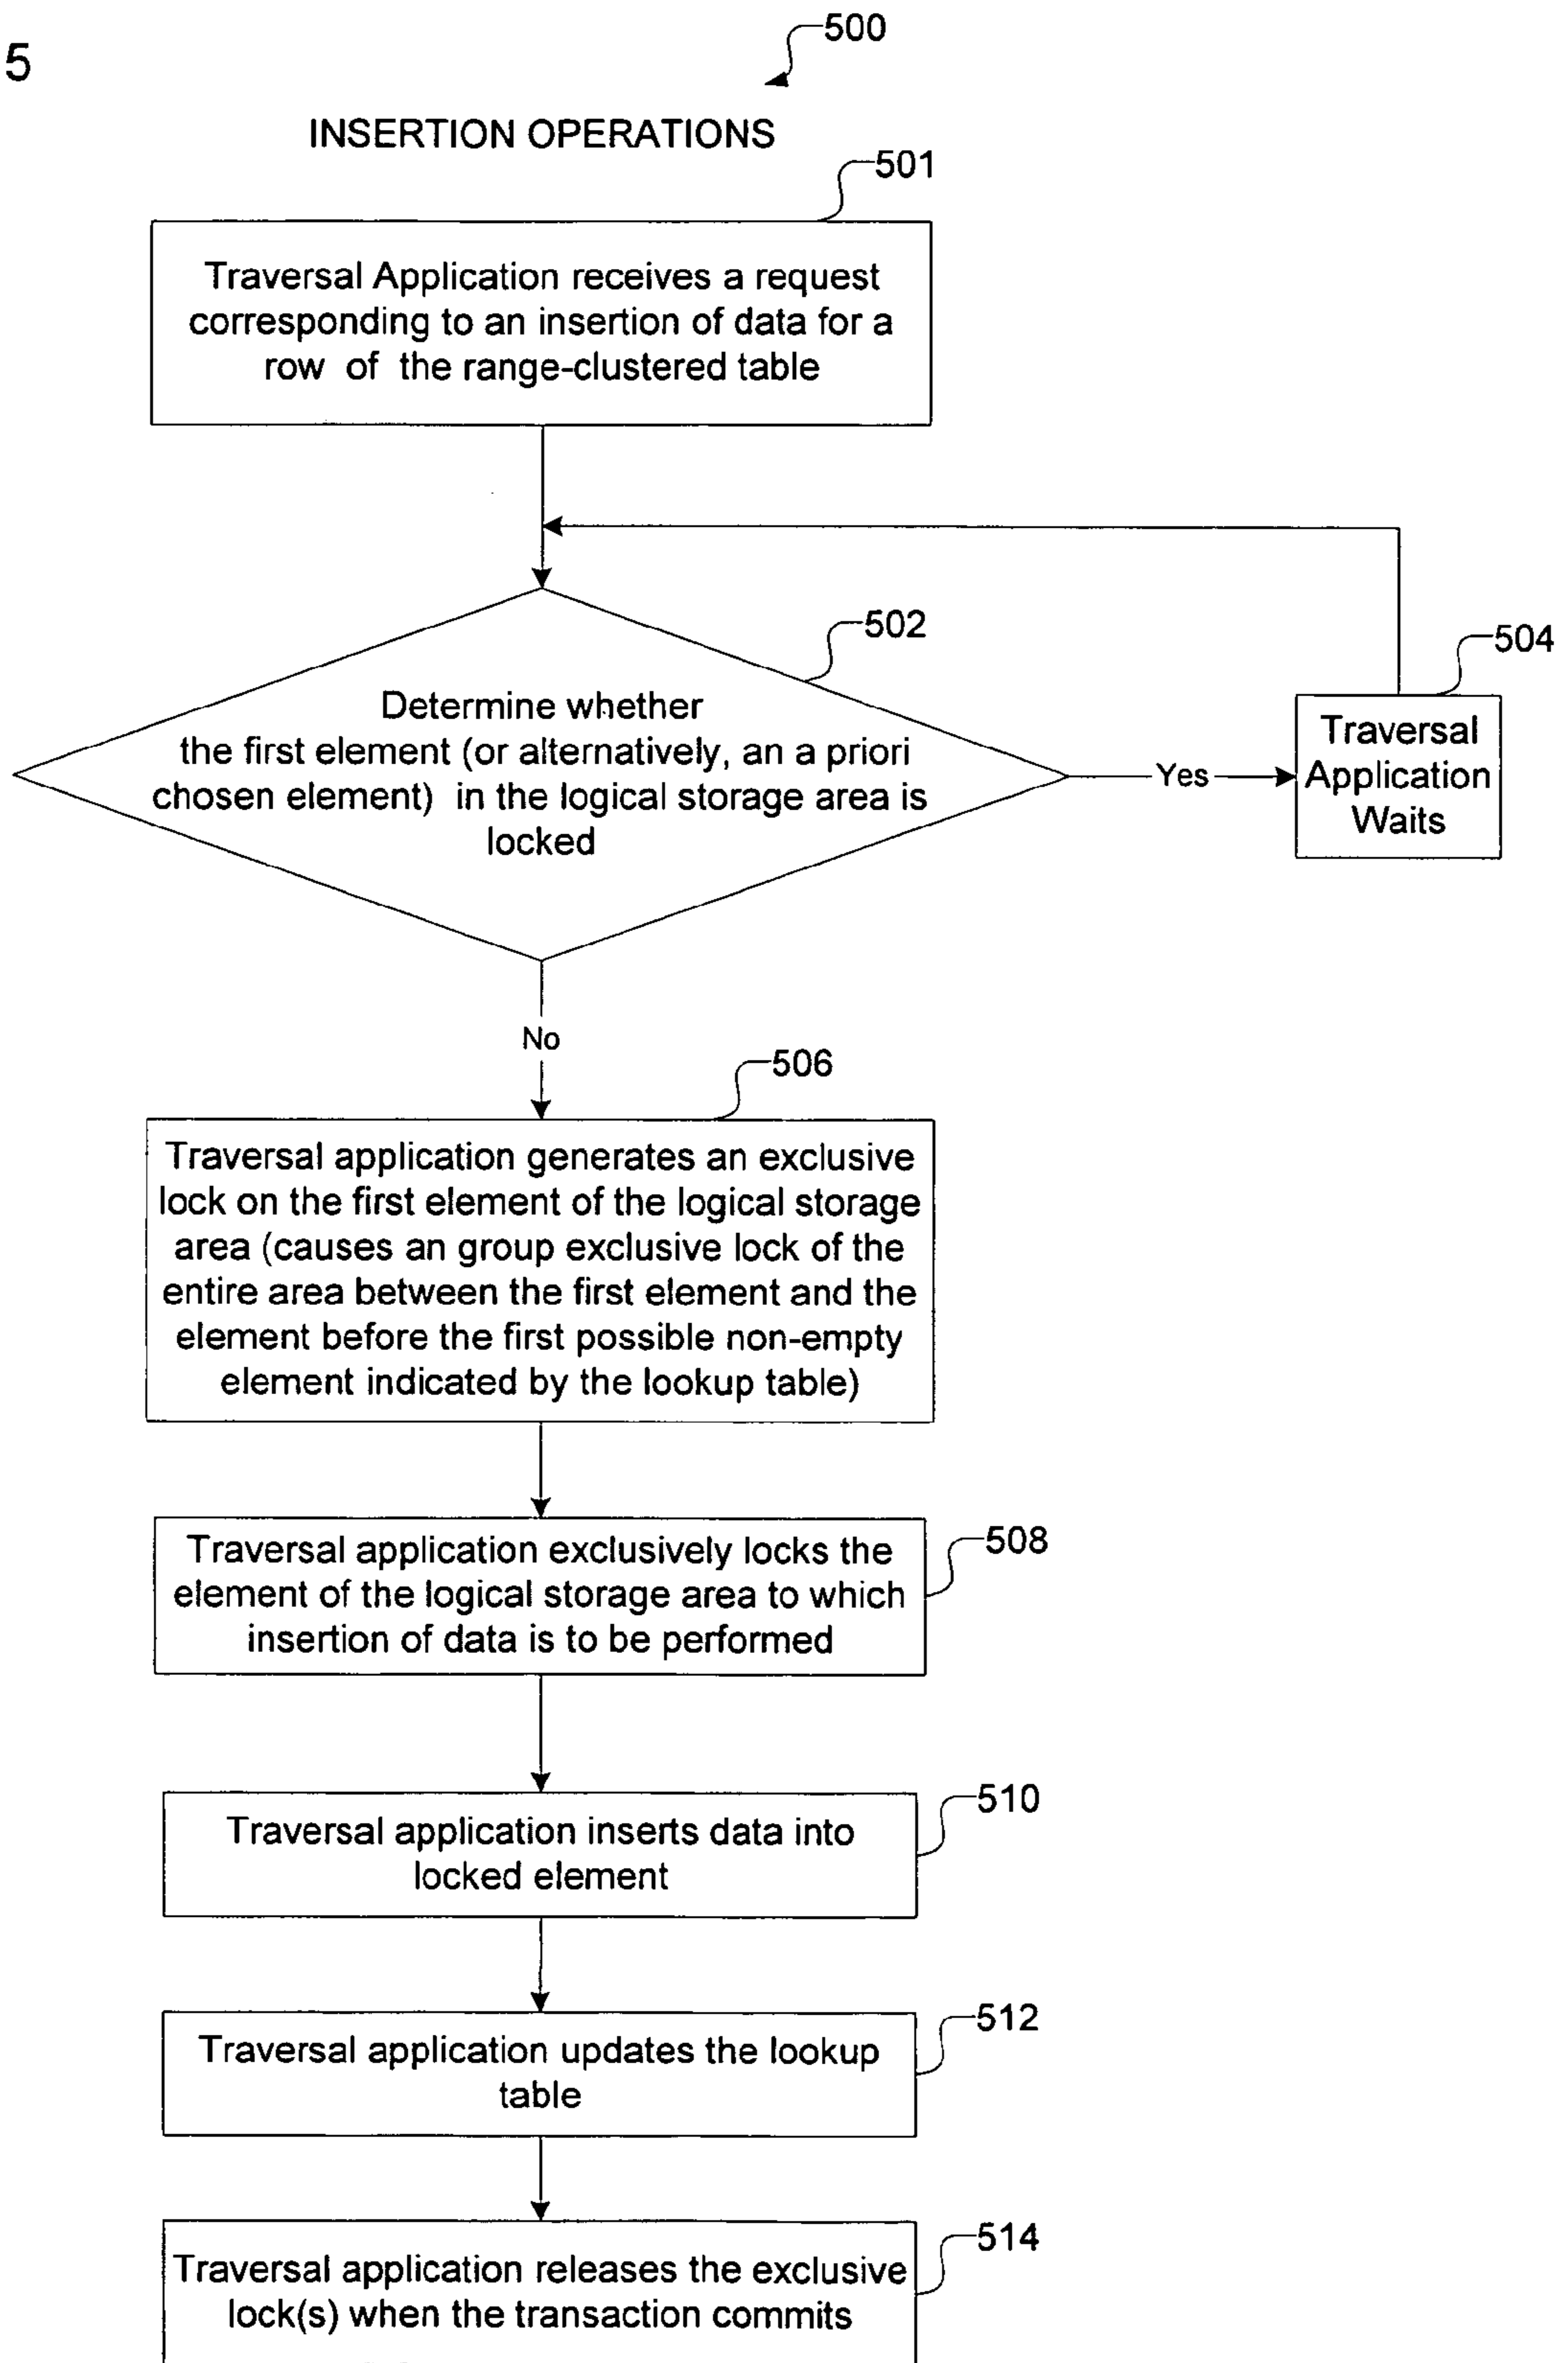 5
500
INSERTION OPERATIONS
501
Traversal Application receives a request
corresponding to an insertion of data for a
row of the range-clustered table
502
Determine whether
the first element (or alternatively, an a priori
chosen element) in the logical storage area is
locked
Yes
504
Traversal
Application
Waits
No
506
Traversal application generates an exclusive
lock on the first element of the logical storage
area (causes an group exclusive lock of the
entire area between the first element and the
element before the first possible non-empty
element indicated by the lookup table)
508
Traversal application exclusively locks the
element of the logical storage area to which
insertion of data is to be performed
510
Traversal application inserts data into
locked element
512
Traversal application updates the lookup
table
514
Traversal application releases the exclusive
lock(s) when the transaction commits